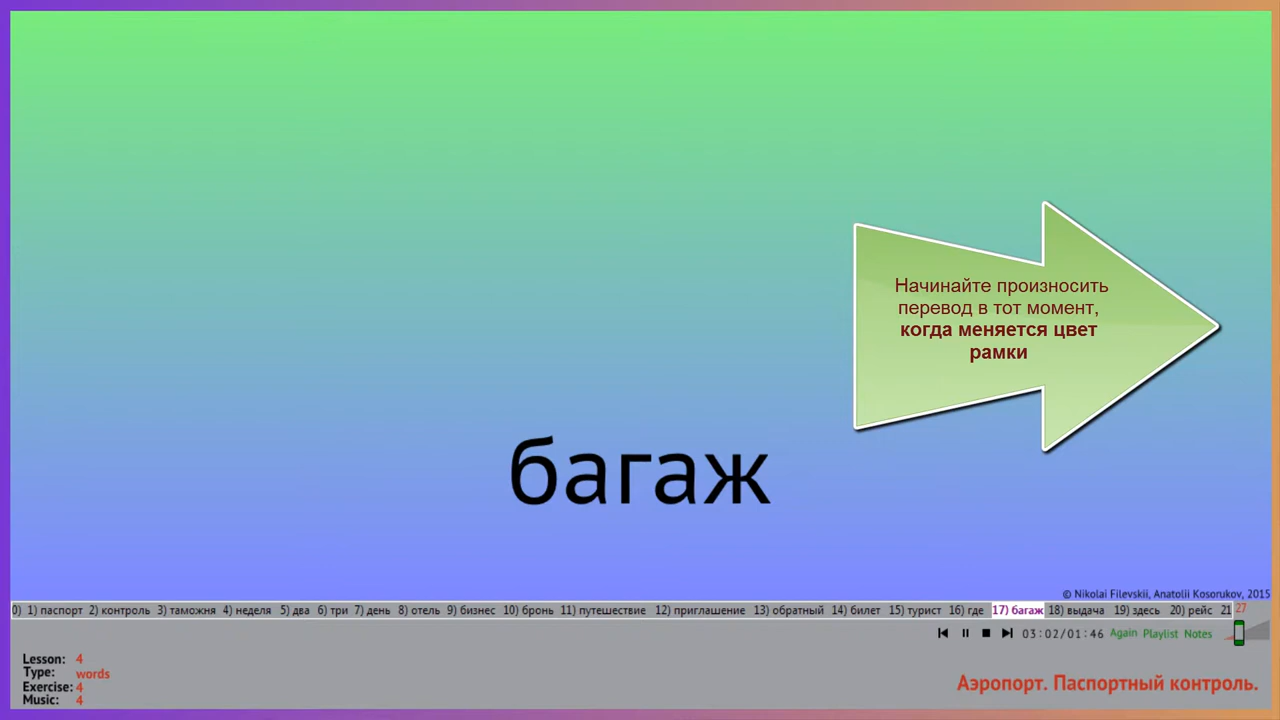 Начинайте произносить
перевод в тот момент,
когда меняется цвет
рамки
багаж
© Nikolai Filevskii, Anatolii Kosorukov, 2015
0) 1) паспорт 2) контроль 3) таможня 4) неделя 5) два 6) три 7) день 8) отель 9) бизнес 10) бронь 11) путешествие 12) приглашение 13) обратный 14) билет 15) турист 16) где 17) багаж 18) выдача 19) здесь 20) рейс 21 27
03:02/01:46 Again Playlist Notes
Lesson: 4
Type: words
Exercise: 4
Music: 4
Аэропорт. Паспортный контроль.